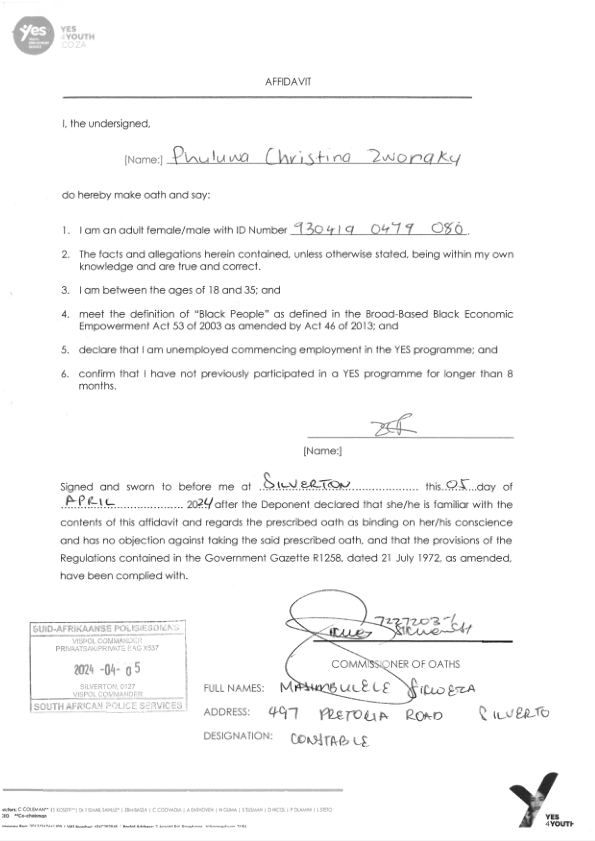 Yes
YES
4YOUTH
.CO.ZA
AFFIDAVIT
I, the undersigned,
[Name:] Phuluwa Christina Zwonaky
do hereby make oath and say:
1. I am an adult female/male with ID Number 930419 0479 086.
2. The facts and allegations herein contained, unless otherwise stated, being within my own
knowledge and are true and correct.
3. I am between the ages of 18 and 35; and
4. meet the definition of “Black People” as defined in the Broad-Based Black Economic
Empowerment Act 53 of 2003 as amended by Act 46 of 2013; and
5. declare that I am unemployed commencing employment in the YES programme; and
6. confirm that I have not previously participated in a YES programme for longer than 8
months.
[Name:]
Signed and sworn to before me at SILVERTON this 05 day of
APRIL 2024 after the Deponent declared that she/he is familiar with the
contents of this affidavit and regards the prescribed oath as binding on her/his conscience
and has no objection against taking the said prescribed oath, and that the provisions of the
Regulations contained in the Government Gazette R1258, dated 21 July 1972, as amended,
have been complied with.
7227203-1
SUID-AFRIKAANSE POLISIEDIENS
VISPOL COMMANDER
PRIVAATSAK/PRIVATE BAG X537
2024 -04- 05
SILVERTON, 0127
VISPOL COMMANDER
SOUTH AFRICAN POLICE SERVICES
COMMISSIONER OF OATHS
FULL NAMES: MASIMBULELE SIRWEZA
ADDRESS: 497 PRETORIA ROAD SILVERTO
DESIGNATION: CONSTABLE
**Co-chairman
YES
4YOUTH